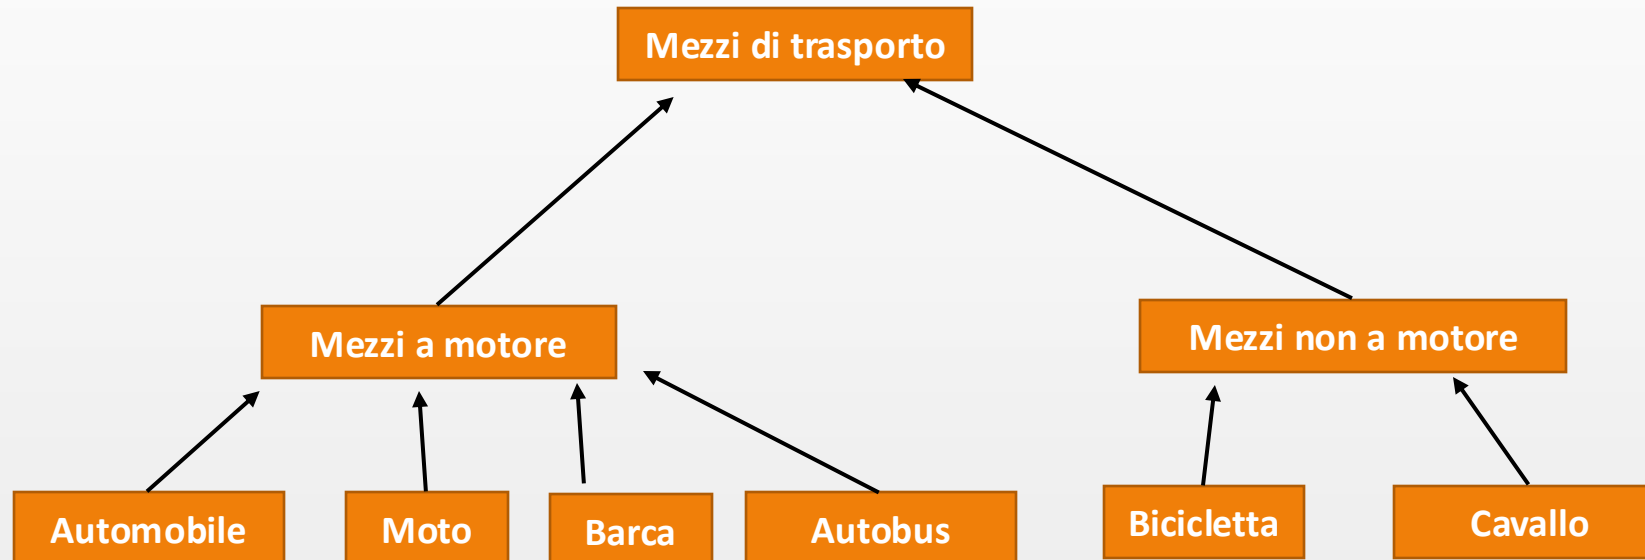 Mezzi di trasporto
Mezzi a motore
Mezzi non a motore
Automobile
Moto
Barca
Autobus
Bicicletta
Cavallo